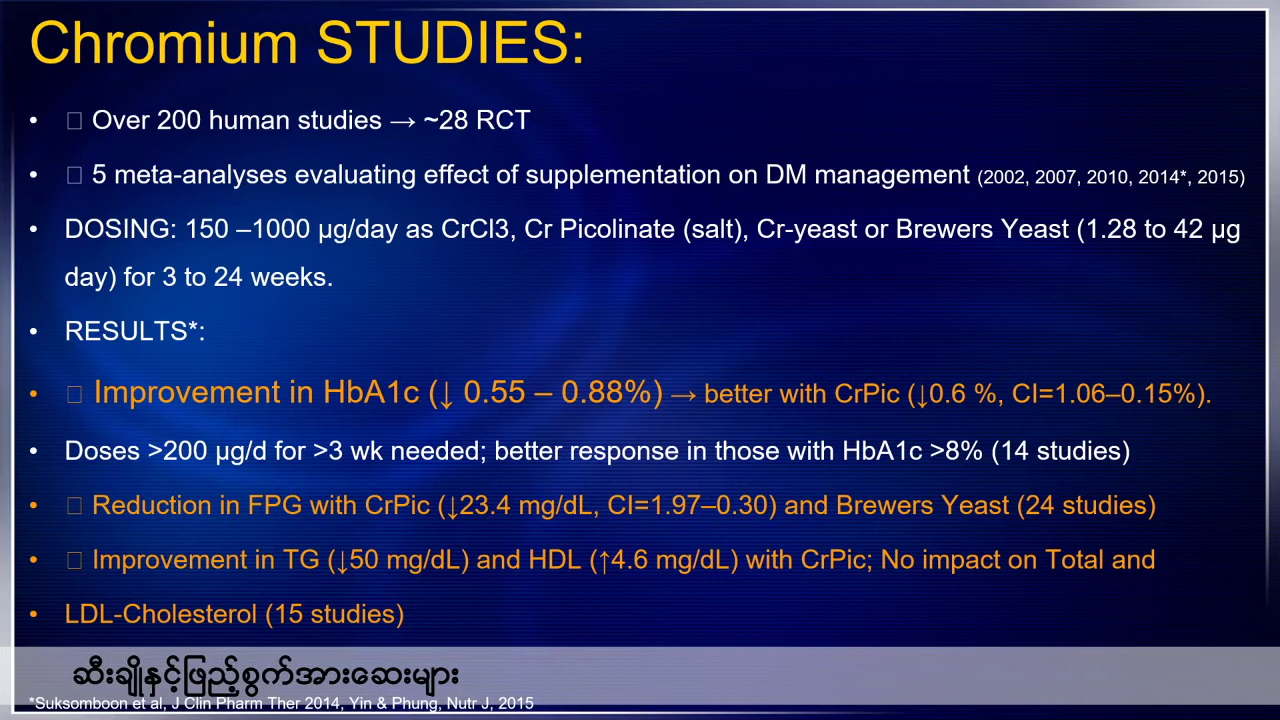 Chromium STUDIES:
• □ Over 200 human studies → ~28 RCT
• □ 5 meta-analyses evaluating effect of supplementation on DM management (2002, 2007, 2010, 2014*, 2015)
• DOSING: 150 –1000 µg/day as CrCl3, Cr Picolinate (salt), Cr-yeast or Brewers Yeast (1.28 to 42 µg
day) for 3 to 24 weeks.
• RESULTS*:
• □ Improvement in HbA1c (↓ 0.55 – 0.88%) → better with CrPic (↓0.6 %, CI=1.06–0.15%).
• Doses >200 µg/d for >3 wk needed; better response in those with HbA1c >8% (14 studies)
• □ Reduction in FPG with CrPic (↓23.4 mg/dL, CI=1.97–0.30) and Brewers Yeast (24 studies)
• □ Improvement in TG (↓50 mg/dL) and HDL (↑4.6 mg/dL) with CrPic; No impact on Total and
• LDL-Cholesterol (15 studies)
ဆီးချိုနှင့်ဖြည့်စွက်အားဆေးများ
*Suksomboon et al, J Clin Pharm Ther 2014, Yin & Phung, Nutr J, 2015